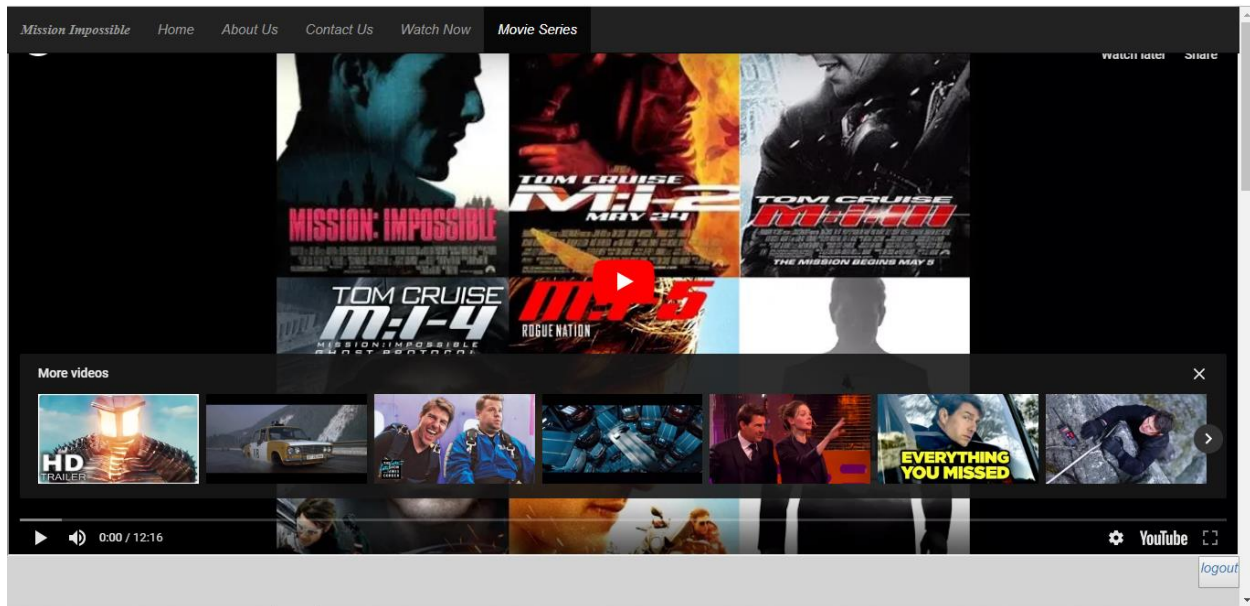 Mission Impossible Home About Us Contact Us Watch Now Movie Series
Watch later Share
MISSION: IMPOSSIBLE
TOM CRUISE
M:I-2
MAY 24
TOM CRUISE
M:i:III
THE MISSION BEGINS MAY 5
TOM CRUISE
M:I-4
MISSION:IMPOSSIBLE
GHOST PROTOCOL
M:I-5
ROGUE NATION
More videos
HD
TRAILER
EVERYTHING
YOU MISSED
0:00 / 12:16
YouTube
logout